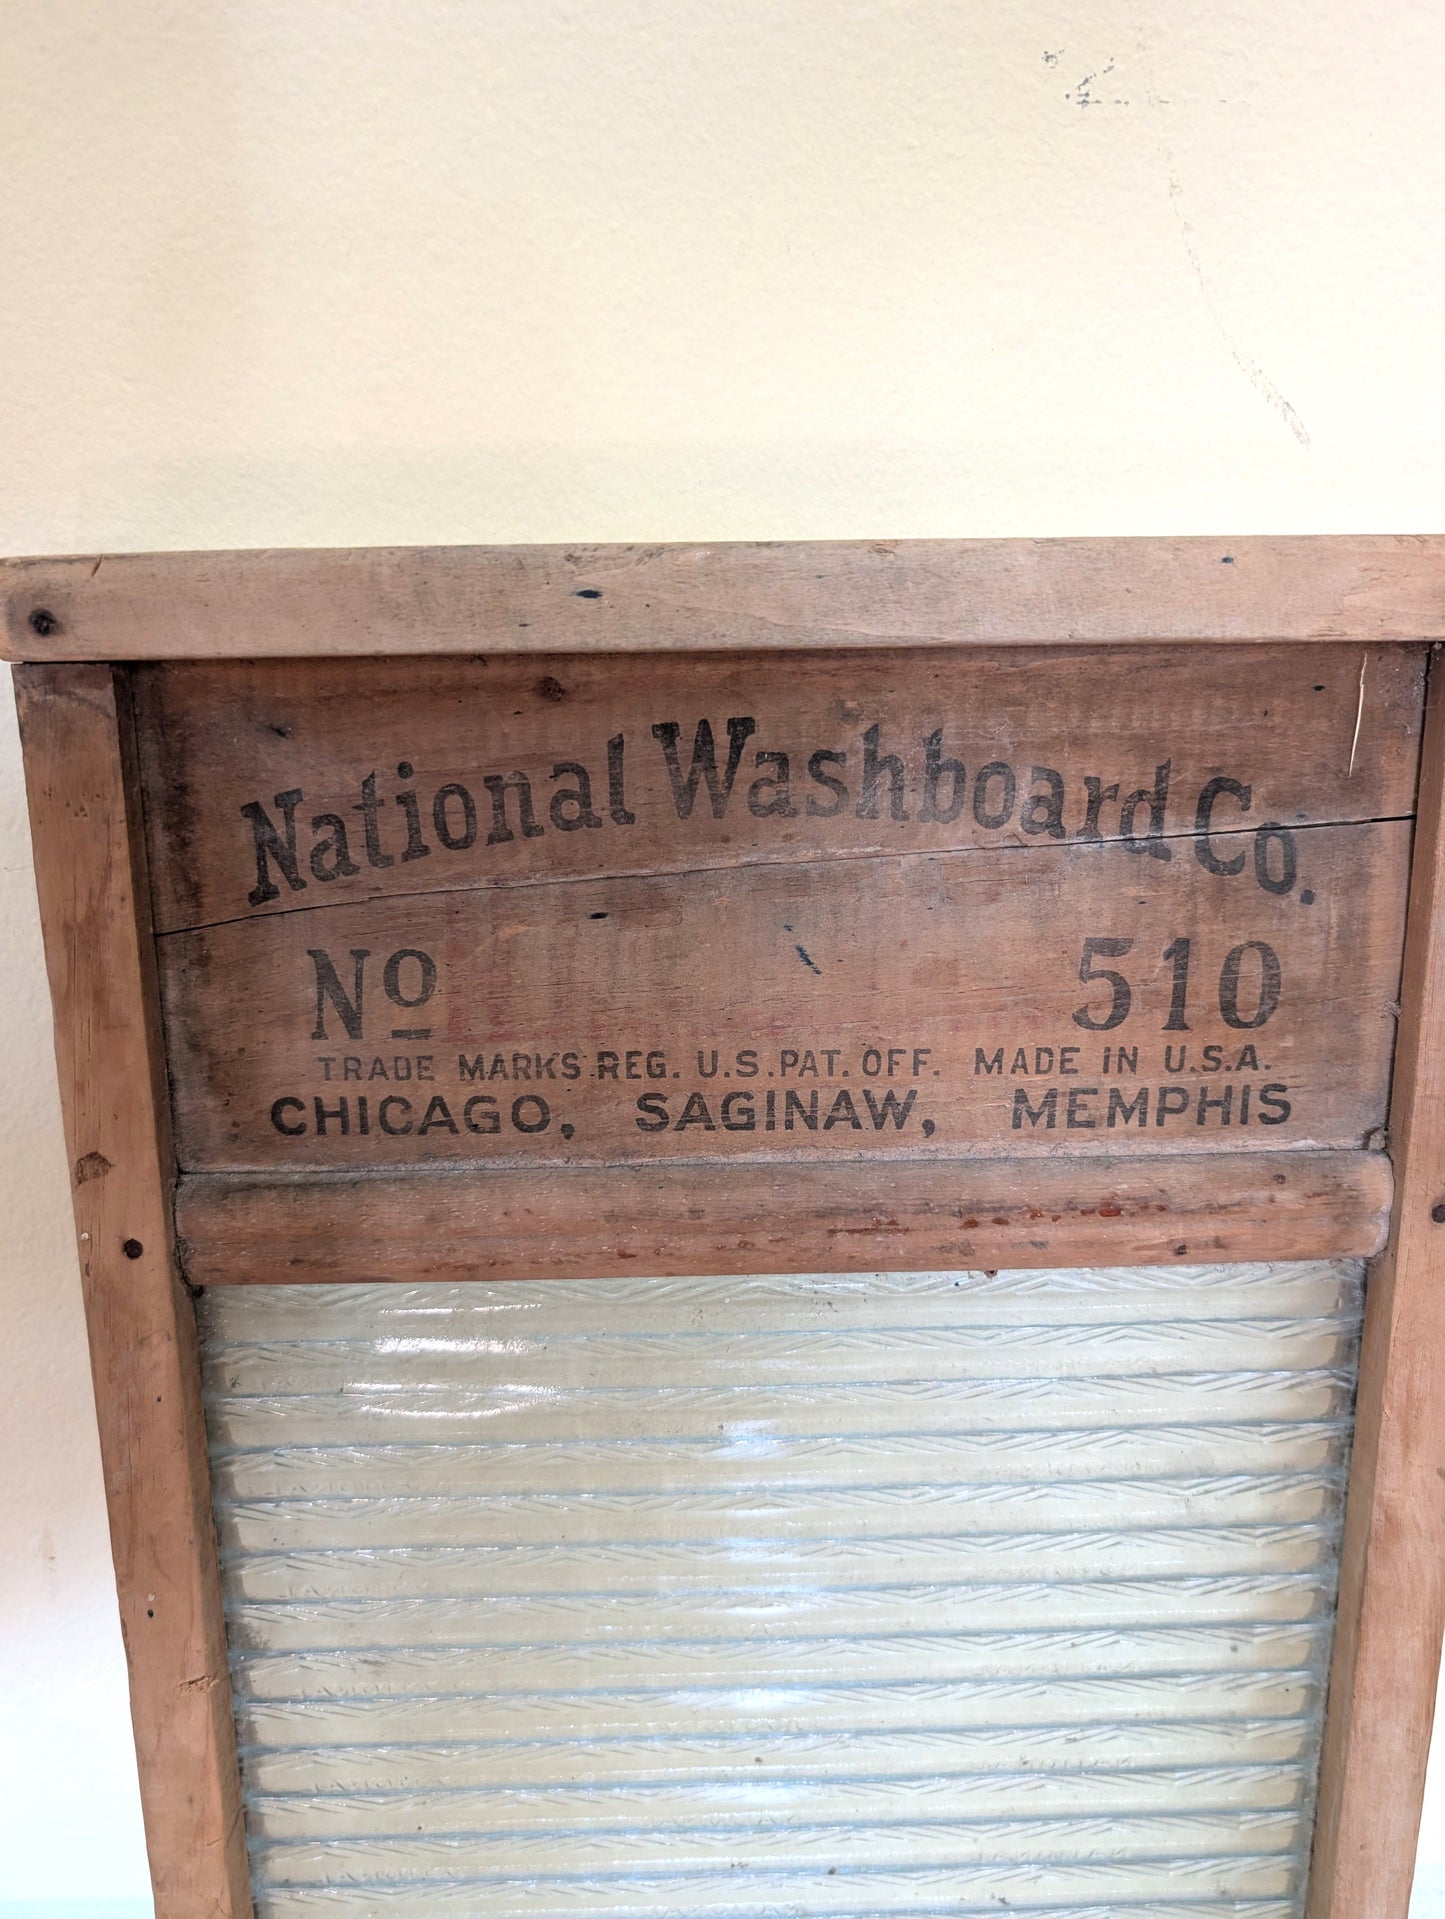 National Washboard Co.
No 510
TRADE MARKS REG. U.S. PAT. OFF. MADE IN U.S.A.
CHICAGO, SAGINAW, MEMPHIS